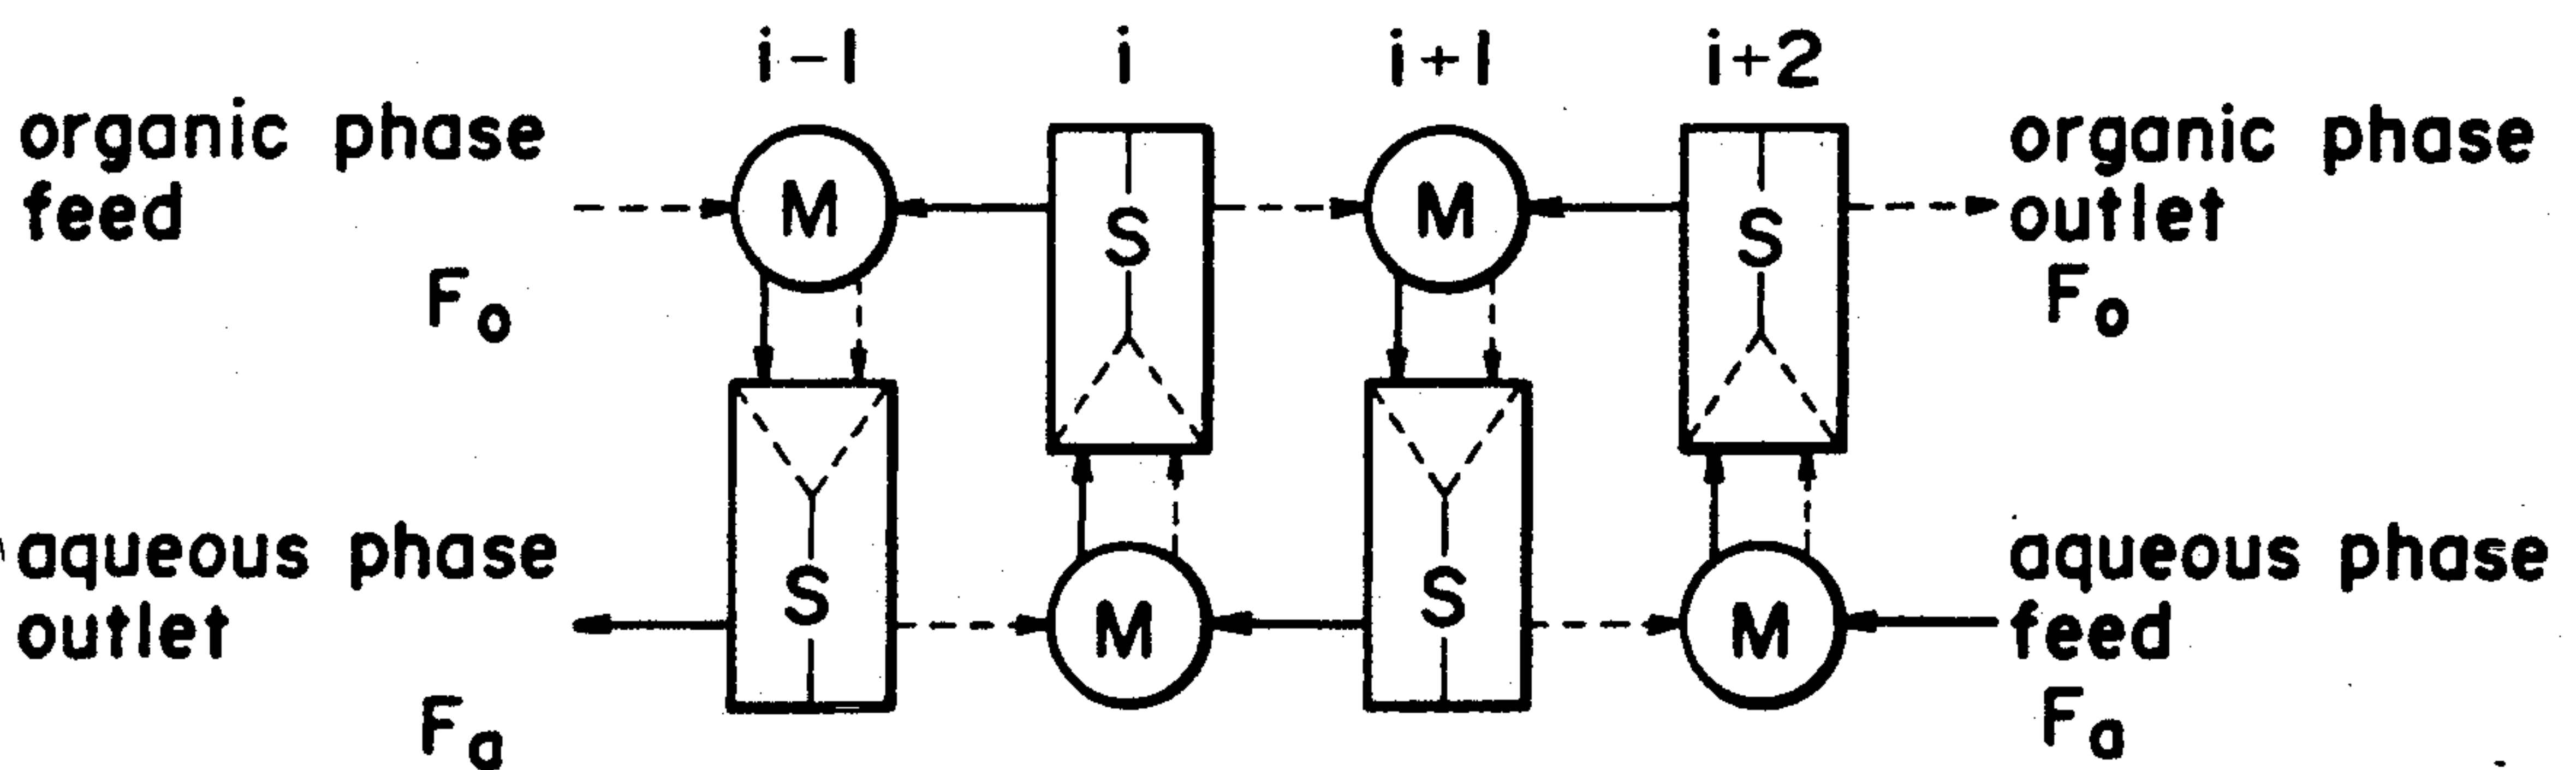 i-1 i i+1 i+2
organic phase
feed
F₀
M S M S
organic phase
outlet
F₀
aqueous phase
outlet
Fₐ
S M S M
aqueous phase
feed
Fₐ